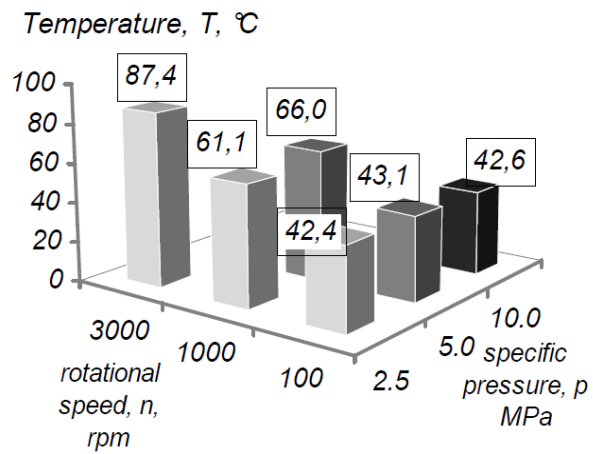 Temperature, T, °C
100
80
60
40
20
0
87,4
61,1
42,4
66,0
43,1
42,6
3000
1000
100
rotational
speed, n,
rpm
2.5
5.0
10.0
specific
pressure, p
MPa